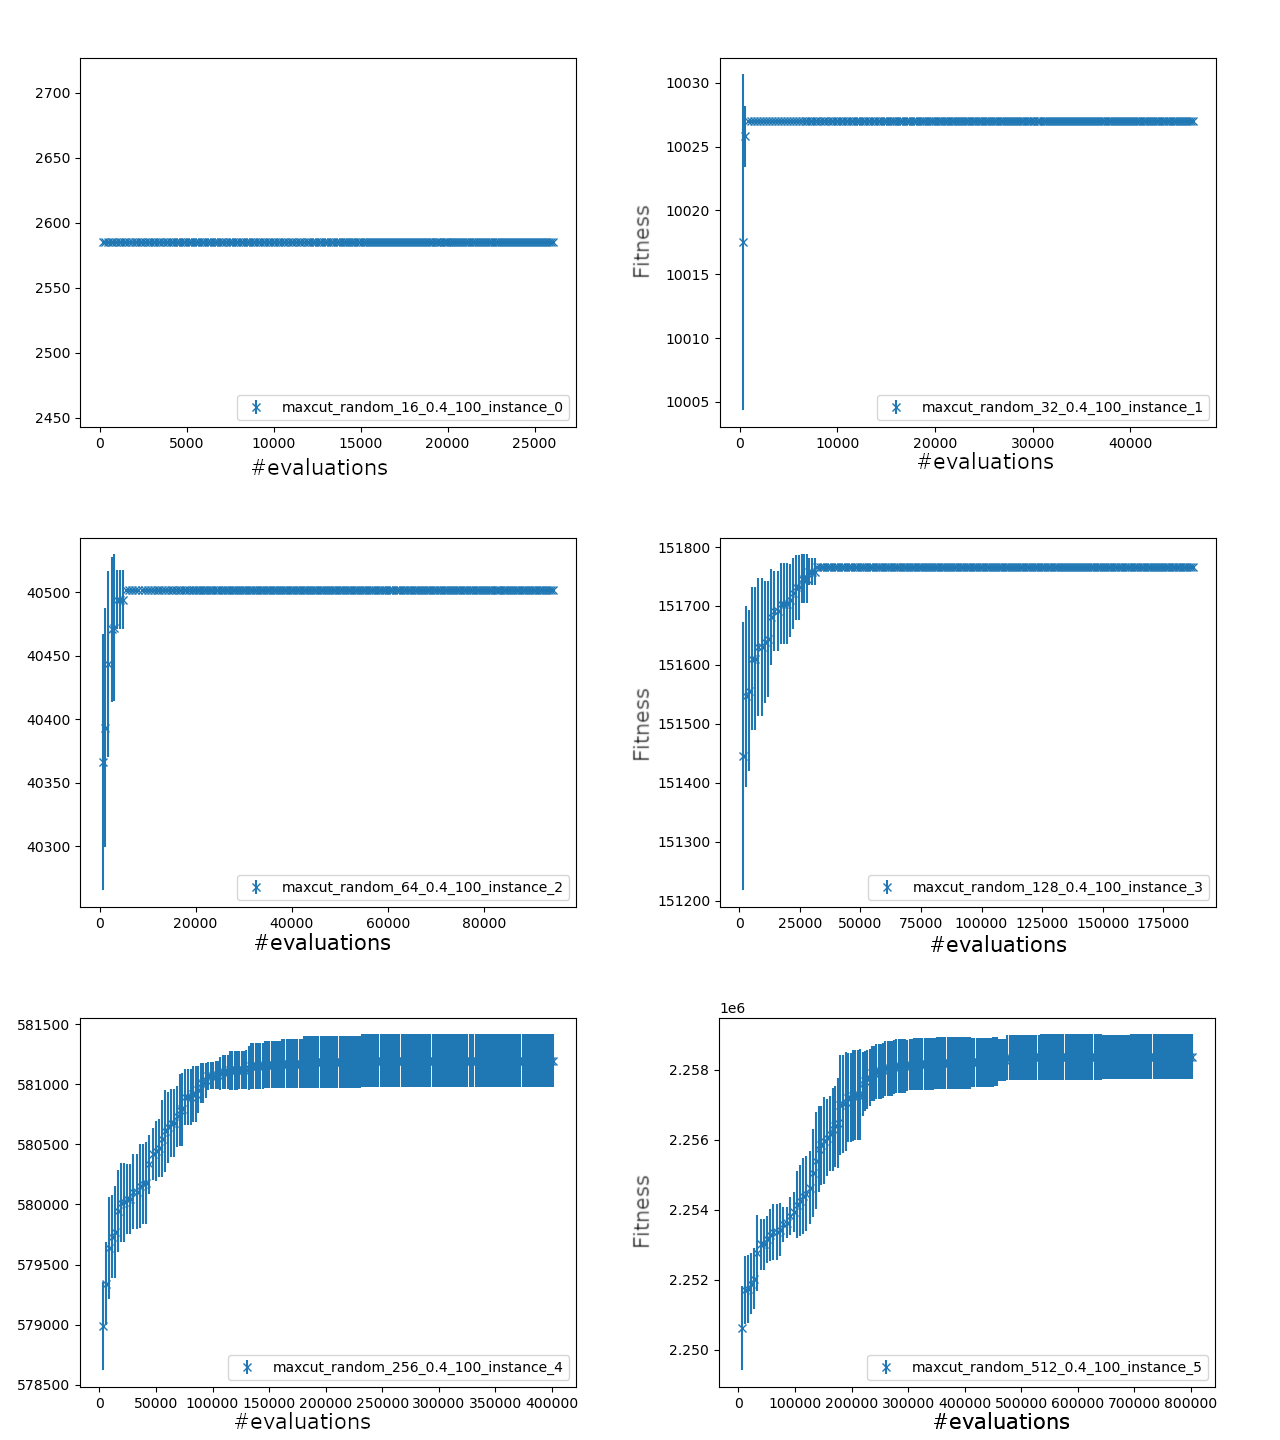 2700
2650
2600
2550
2500
2450
maxcut_random_16_0.4_100_instance_0
0 5000 10000 15000 20000 25000
#evaluations
Fitness
10030
10025
10020
10015
10010
10005
maxcut_random_32_0.4_100_instance_1
0 10000 20000 30000 40000
#evaluations
40500
40450
40400
40350
40300
maxcut_random_64_0.4_100_instance_2
0 20000 40000 60000 80000
#evaluations
Fitness
151800
151700
151600
151500
151400
151300
151200
maxcut_random_128_0.4_100_instance_3
0 25000 50000 75000 100000 125000 150000 175000
#evaluations
581500
581000
580500
580000
579500
579000
578500
maxcut_random_256_0.4_100_instance_4
0 50000 100000 150000 200000 250000 300000 350000 400000
#evaluations
1e6
Fitness
2.258
2.256
2.254
2.252
2.250
maxcut_random_512_0.4_100_instance_5
0 100000 200000 300000 400000 500000 600000 700000 800000
#evaluations